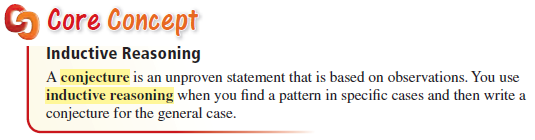 Core Concept
Inductive Reasoning
A conjecture is an unproven statement that is based on observations. You use
inductive reasoning when you find a pattern in specific cases and then write a
conjecture for the general case.